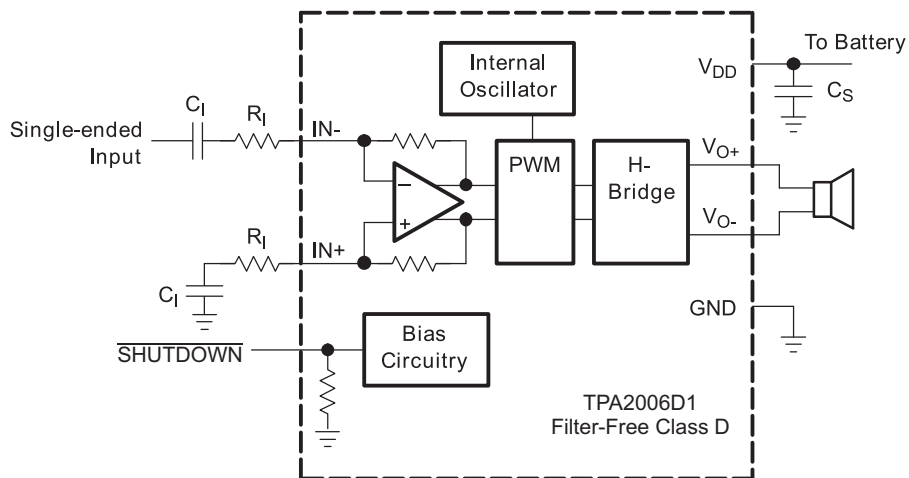 To Battery
Internal
Oscillator
V_DD
C_S
C_I
R_I
IN-
Single-ended
Input
PWM
H-
Bridge
V_O+
V_O-
−
+
R_I
IN+
C_I
GND
SHUTDOWN
Bias
Circuitry
TPA2006D1
Filter-Free Class D